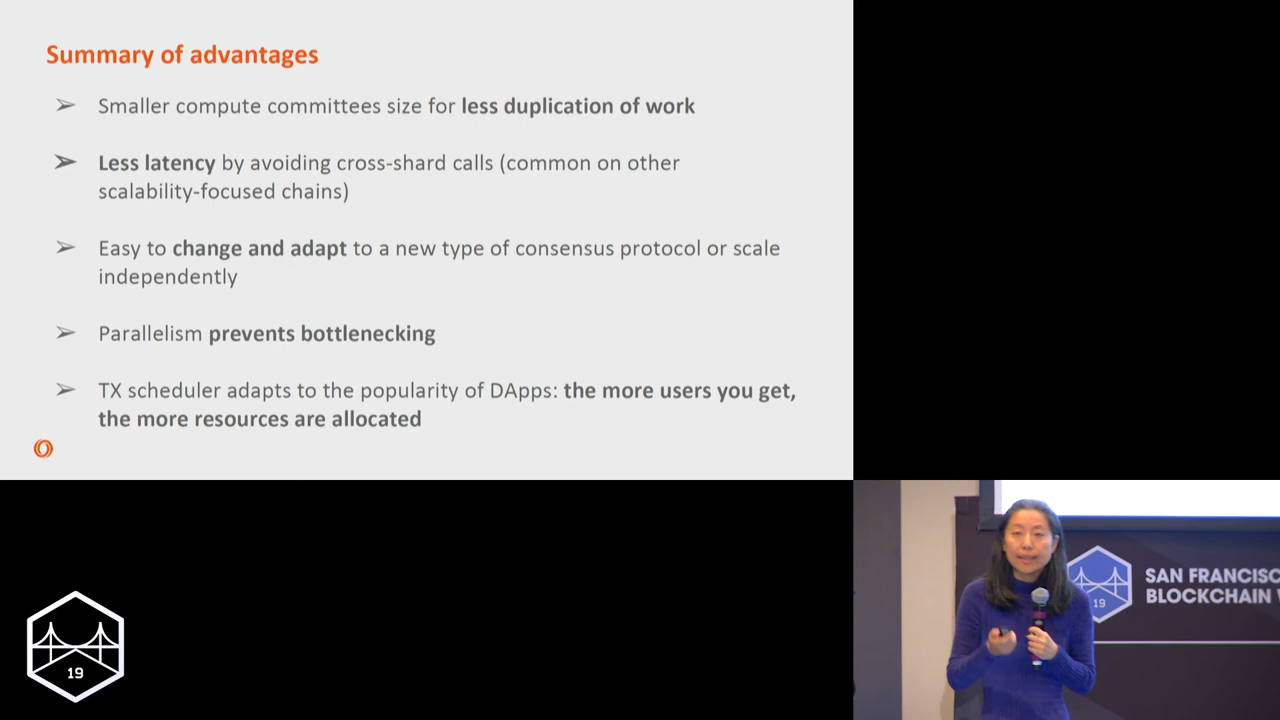 Summary of advantages
➢ Smaller compute committees size for less duplication of work
➢ Less latency by avoiding cross-shard calls (common on other
scalability-focused chains)
➢ Easy to change and adapt to a new type of consensus protocol or scale
independently
➢ Parallelism prevents bottlenecking
➢ TX scheduler adapts to the popularity of DApps: the more users you get,
the more resources are allocated
19
SAN FRANCISC
BLOCKCHAIN
19